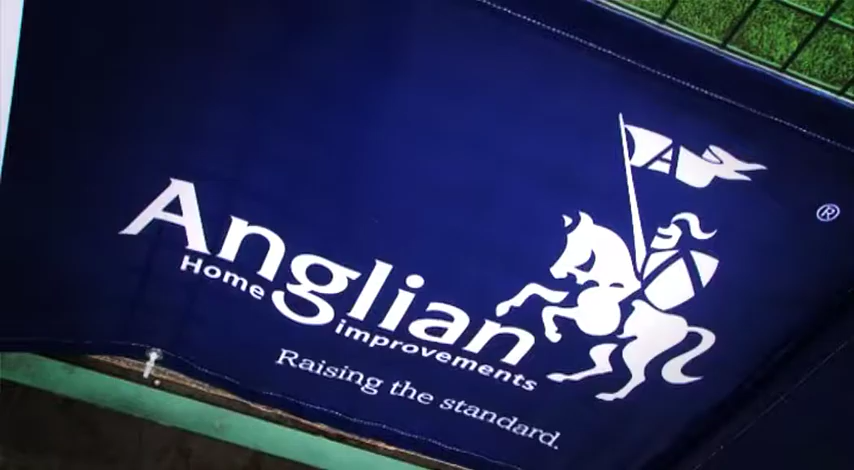 A
®
Anglian
Home improvements
Raising the standard.